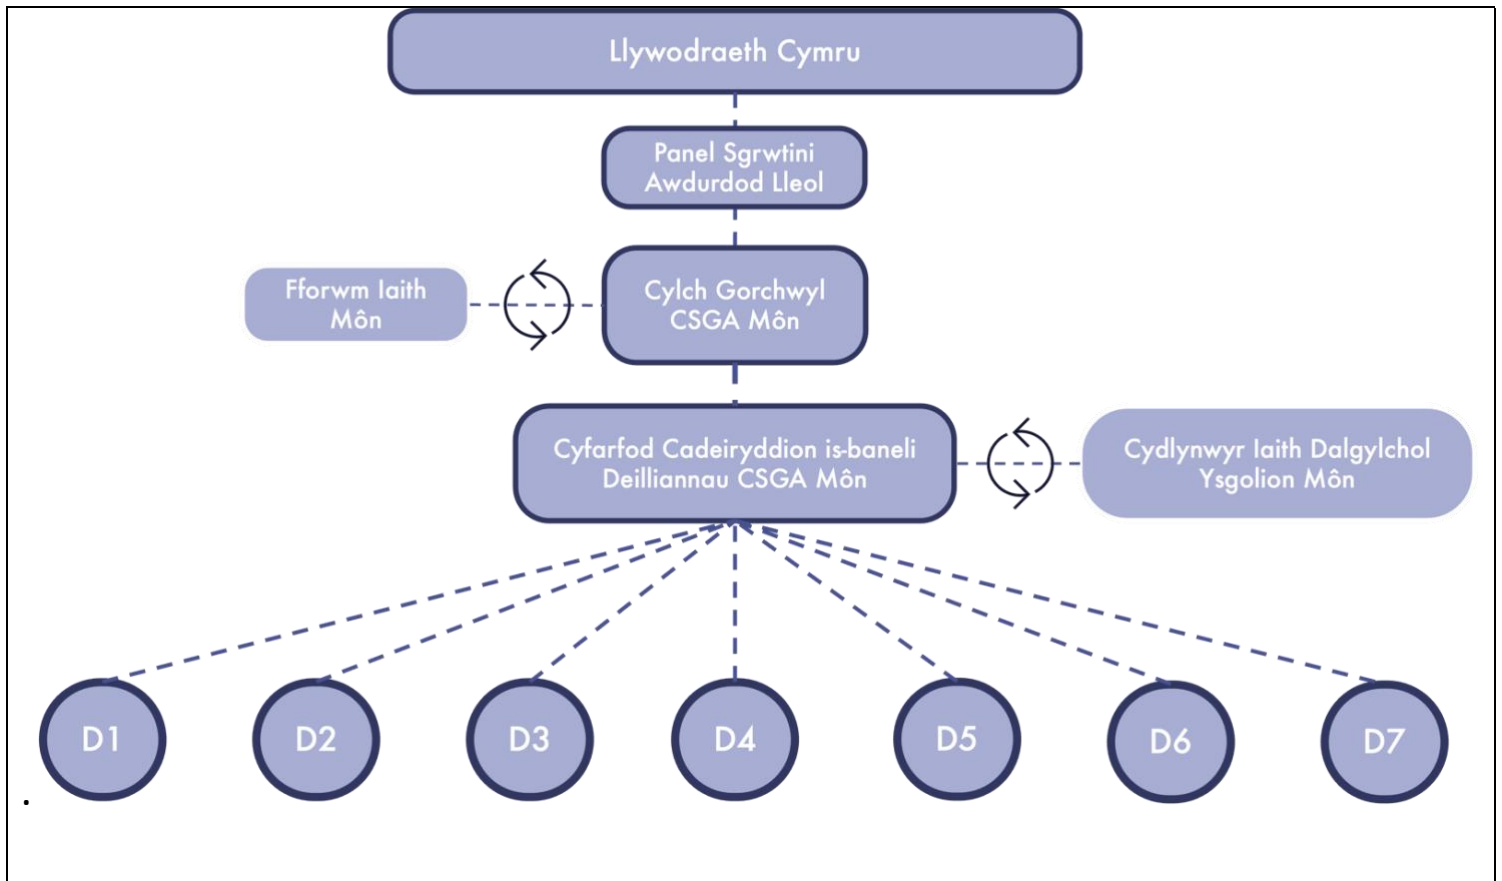 Llywodraeth Cymru
Panel Sgrwtini
Awdurdod Lleol
Fforwm Iaith
Môn
Cylch Gorchwyl
CSGA Môn
Cyfarfod Cadeiryddion is-baneli
Deilliannau CSGA Môn
Cydlynwyr Iaith Dalgylchol
Ysgolion Môn
D1
D2
D3
D4
D5
D6
D7
.